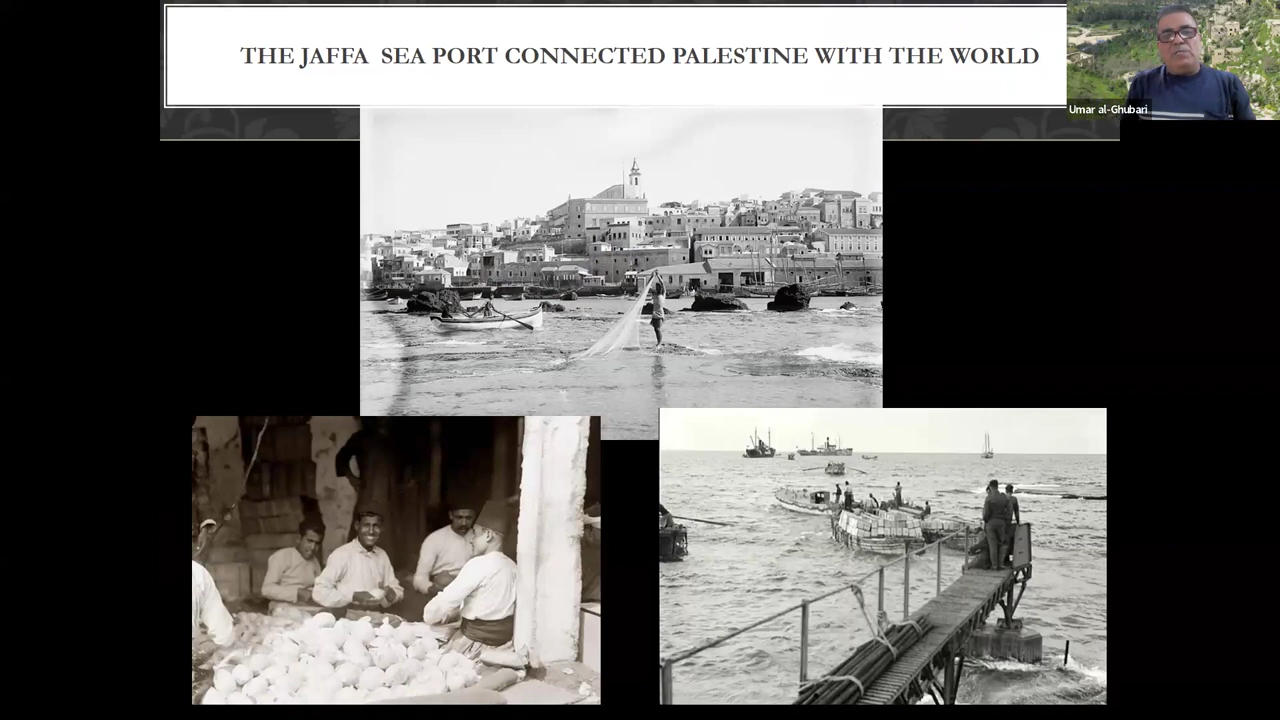 THE JAFFA SEA PORT CONNECTED PALESTINE WITH THE WORLD
Umar al-Ghubari